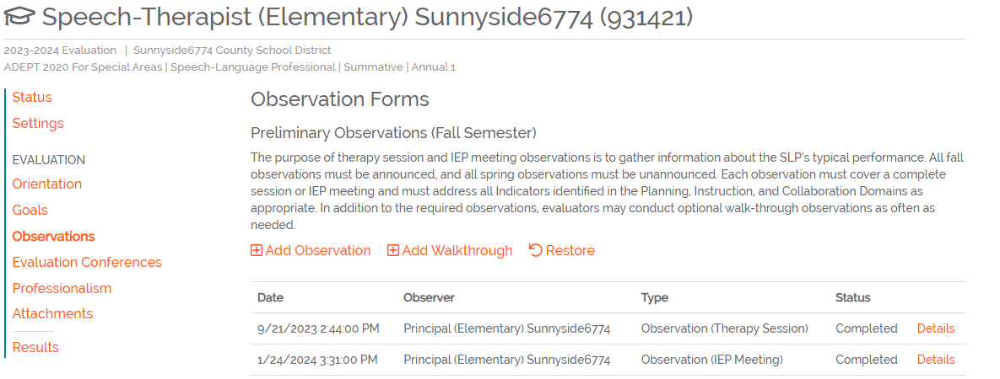 Speech-Therapist (Elementary) Sunnyside6774 (931421)
2023-2024 Evaluation | Sunnyside6774 County School District
ADEPT 2020 For Special Areas | Speech-Language Professional | Summative | Annual 1
Status
Settings
EVALUATION
Orientation
Goals
Observations
Evaluation Conferences
Professionalism
Attachments
Results
Observation Forms
Preliminary Observations (Fall Semester)
The purpose of therapy session and IEP meeting observations is to gather information about the SLP's typical performance. All fall
observations must be announced, and all spring observations must be unannounced. Each observation must cover a complete
session or IEP meeting and must address all Indicators identified in the Planning, Instruction, and Collaboration Domains as
appropriate. In addition to the required observations, evaluators may conduct optional walk-through observations as often as
needed.
Add Observation Add Walkthrough Restore
Date Observer Type Status
9/21/2023 2:44:00 PM Principal (Elementary) Sunnyside6774 Observation (Therapy Session) Completed Details
1/24/2024 3:31:00 PM Principal (Elementary) Sunnyside6774 Observation (IEP Meeting) Completed Details